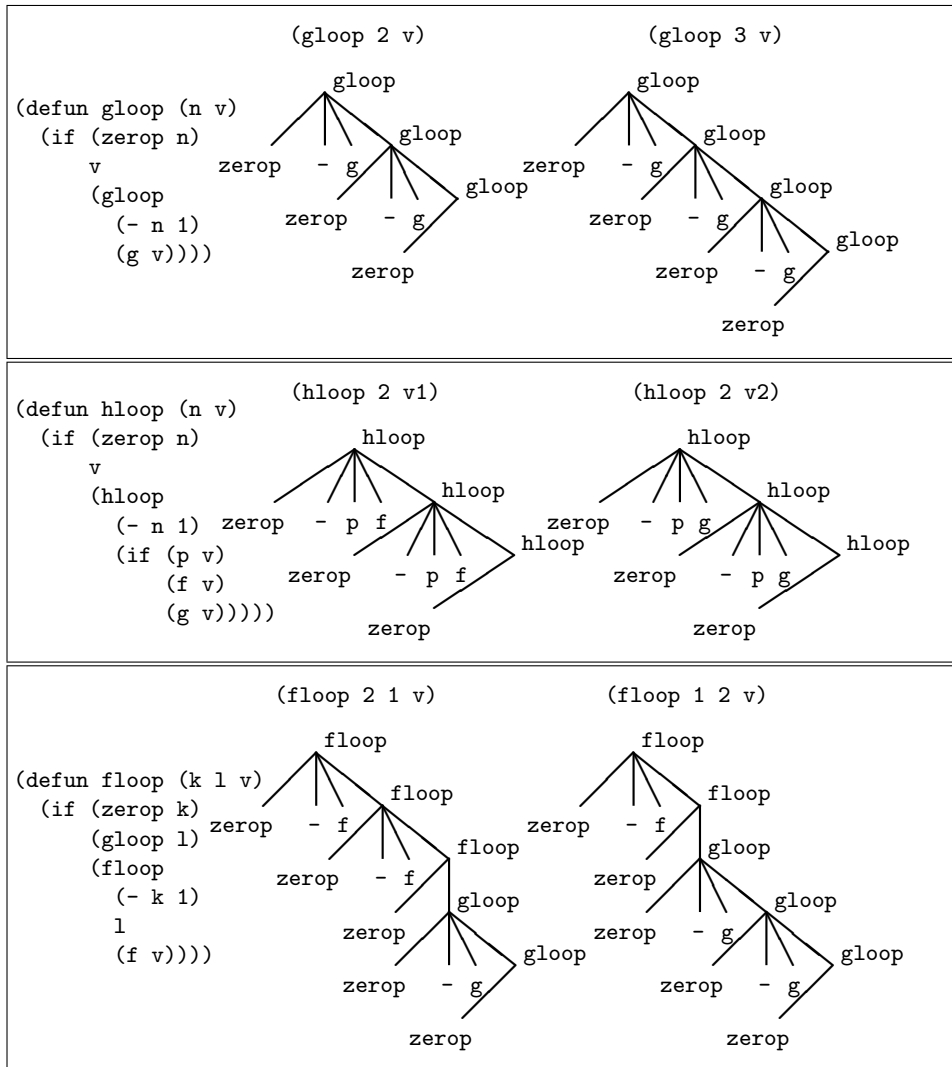 (gloop 2 v) (gloop 3 v)
(defun gloop (n v)
(if (zerop n)
v
(gloop
(- n 1)
(g v))))
gloop
zerop - g gloop
zerop - g gloop
zerop
gloop
zerop - g gloop
zerop - g gloop
zerop - g gloop
zerop
(hloop 2 v1) (hloop 2 v2)
(defun hloop (n v)
(if (zerop n)
v
(hloop
(- n 1)
(if (p v)
(f v)
(g v)))))
hloop
zerop - p f hloop
zerop - p f hloop
zerop
hloop
zerop - p g hloop
zerop - p g hloop
zerop
(floop 2 1 v) (floop 1 2 v)
(defun floop (k l v)
(if (zerop k)
(gloop l)
(floop
(- k 1)
l
(f v))))
floop
zerop - f floop
zerop - f floop
zerop gloop
zerop - g gloop
zerop
floop
zerop - f floop
zerop gloop
zerop - g gloop
zerop - g gloop
zerop